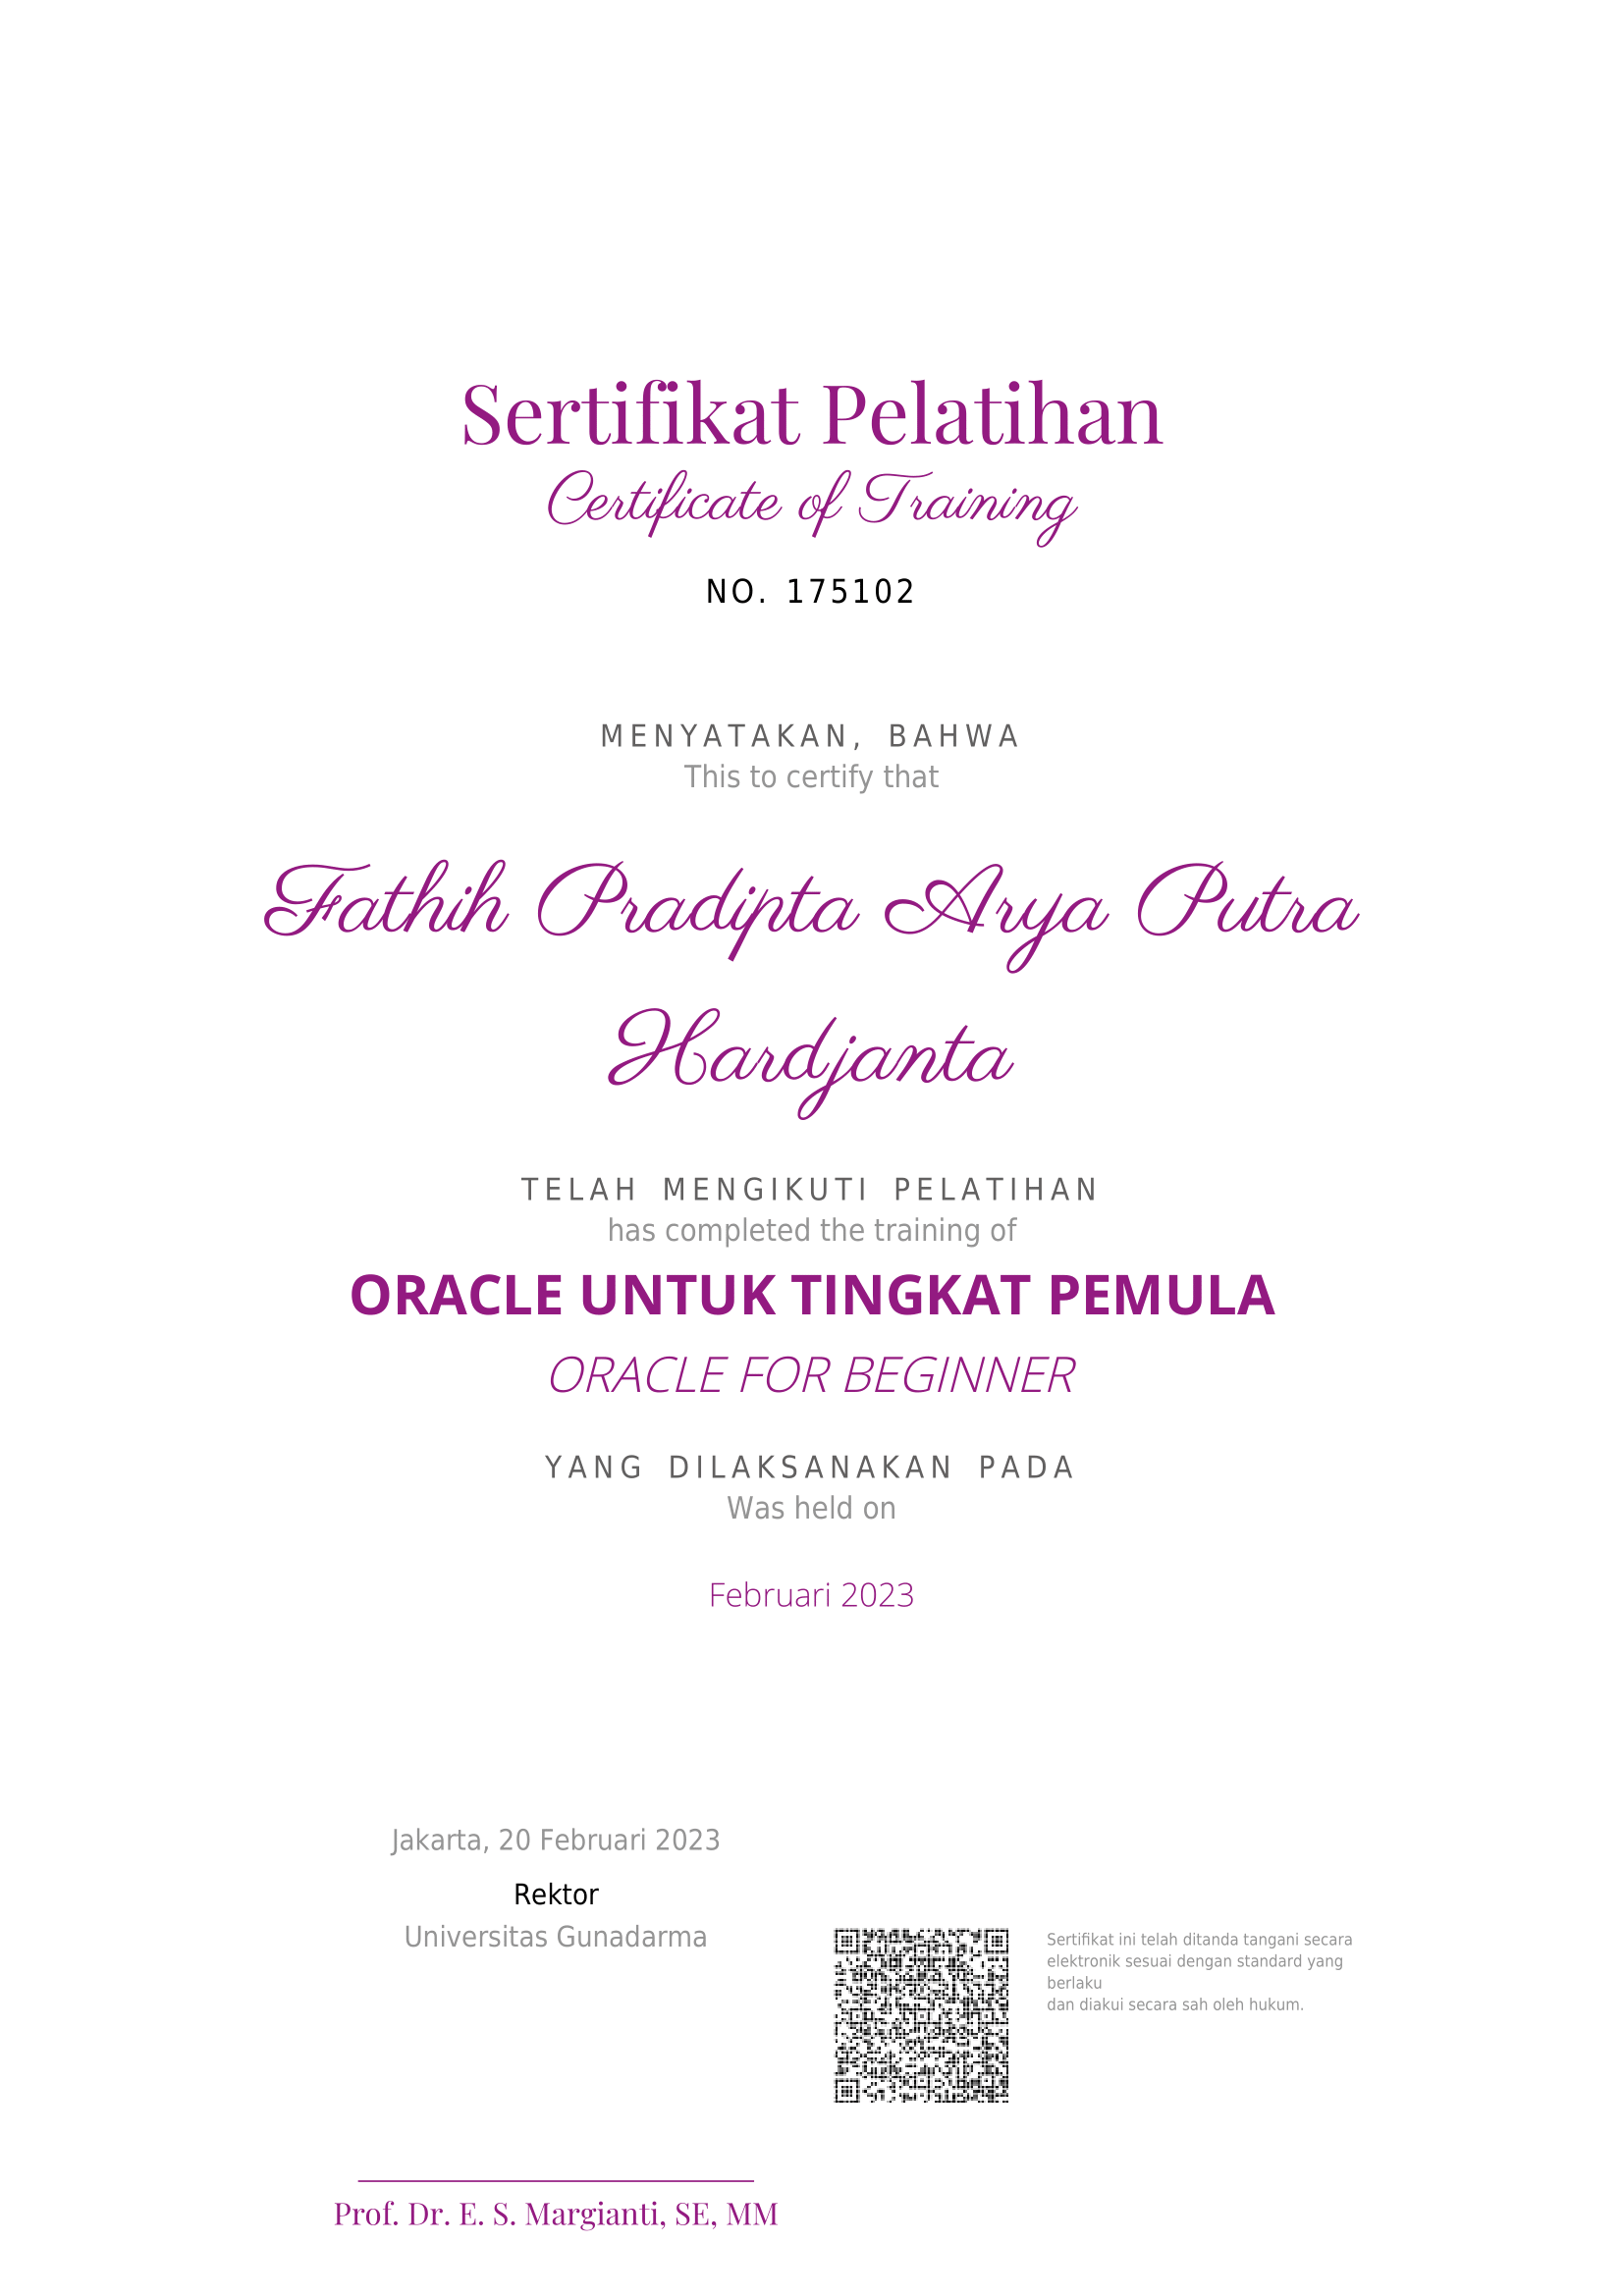 Sertifikat Pelatihan
Certificate of Training
NO. 175102
MENYATAKAN, BAHWA
This to certify that
Fathih Pradipta Arya Putra
Hardjanta
TELAH MENGIKUTI PELATIHAN
has completed the training of
ORACLE UNTUK TINGKAT PEMULA
ORACLE FOR BEGINNER
YANG DILAKSANAKAN PADA
Was held on
Februari 2023
Jakarta, 20 Februari 2023
Rektor
Universitas Gunadarma
Sertifikat ini telah ditanda tangani secara
elektronik sesuai dengan standard yang
berlaku
dan diakui secara sah oleh hukum.
Prof. Dr. E. S. Margianti, SE, MM